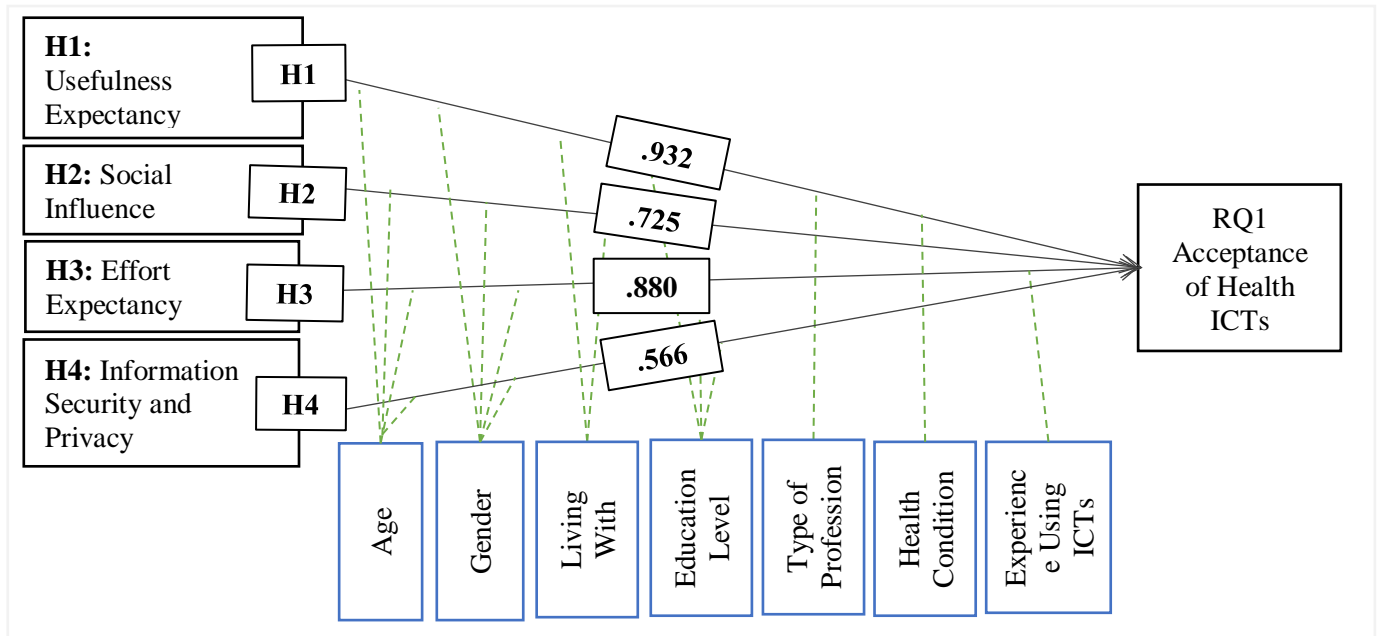 H1:
Usefulness
Expectancy
H1
H2: Social
Influence
H2
H3: Effort
Expectancy
H3
H4: Information
Security and
Privacy
H4
.932
.725
.880
.566
RQ1
Acceptance
of Health
ICTs
Age
Gender
Living
With
Education
Level
Type of
Profession
Health
Condition
Experienc
e Using
ICTs